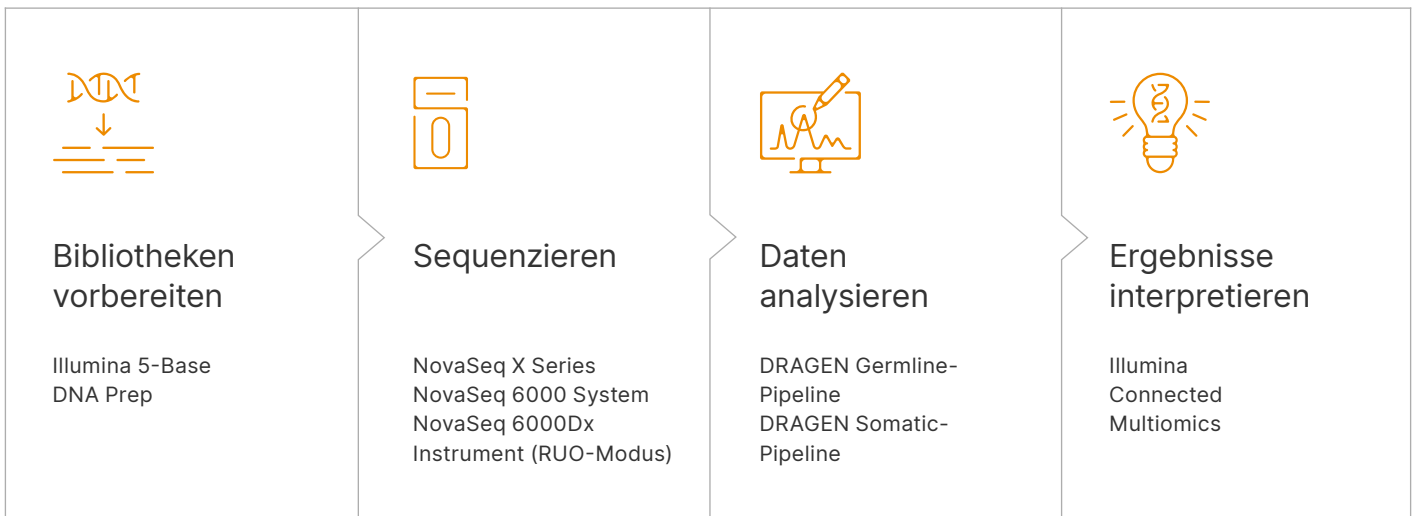 Bibliotheken
vorbereiten
Illumina 5-Base
DNA Prep
Sequenzieren
NovaSeq X Series
NovaSeq 6000 System
NovaSeq 6000Dx
Instrument (RUO-Modus)
Daten
analysieren
DRAGEN Germline-
Pipeline
DRAGEN Somatic-
Pipeline
Ergebnisse
interpretieren
Illumina
Connected
Multiomics